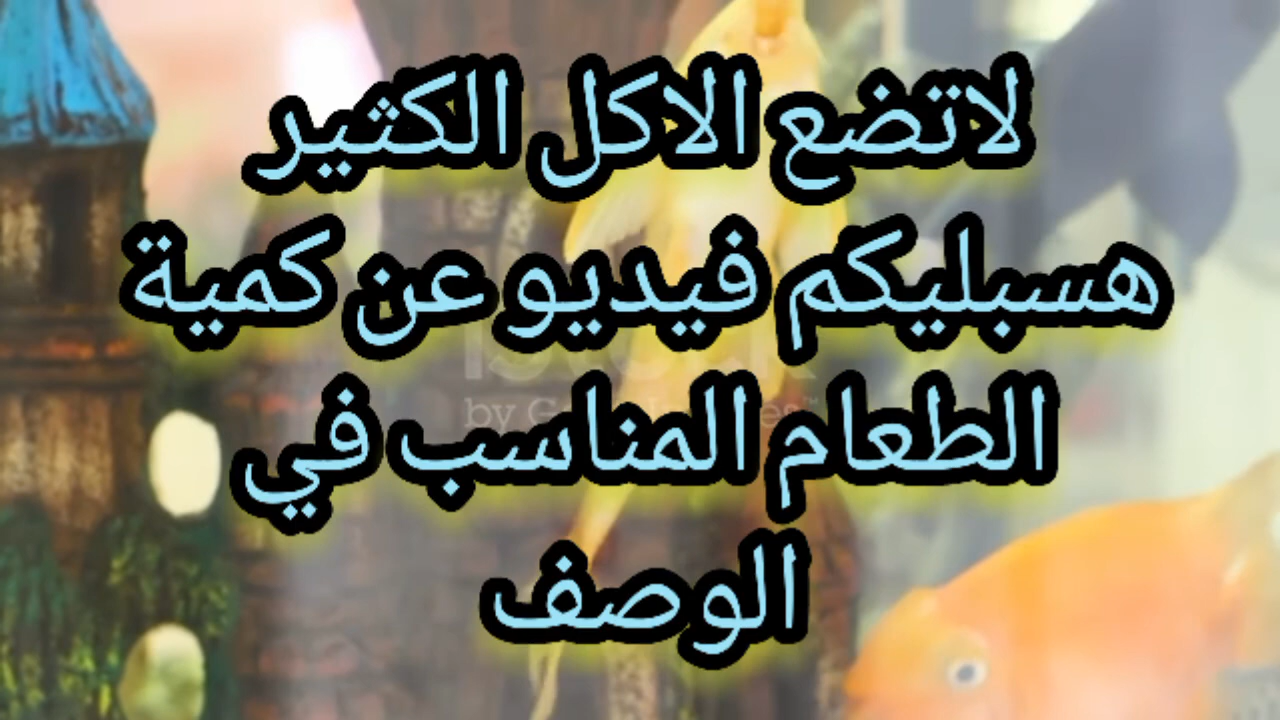 لاتضع الاكل الكثير
هسبليكم فيديو عن كمية
الطعام المناسب في
الوصف